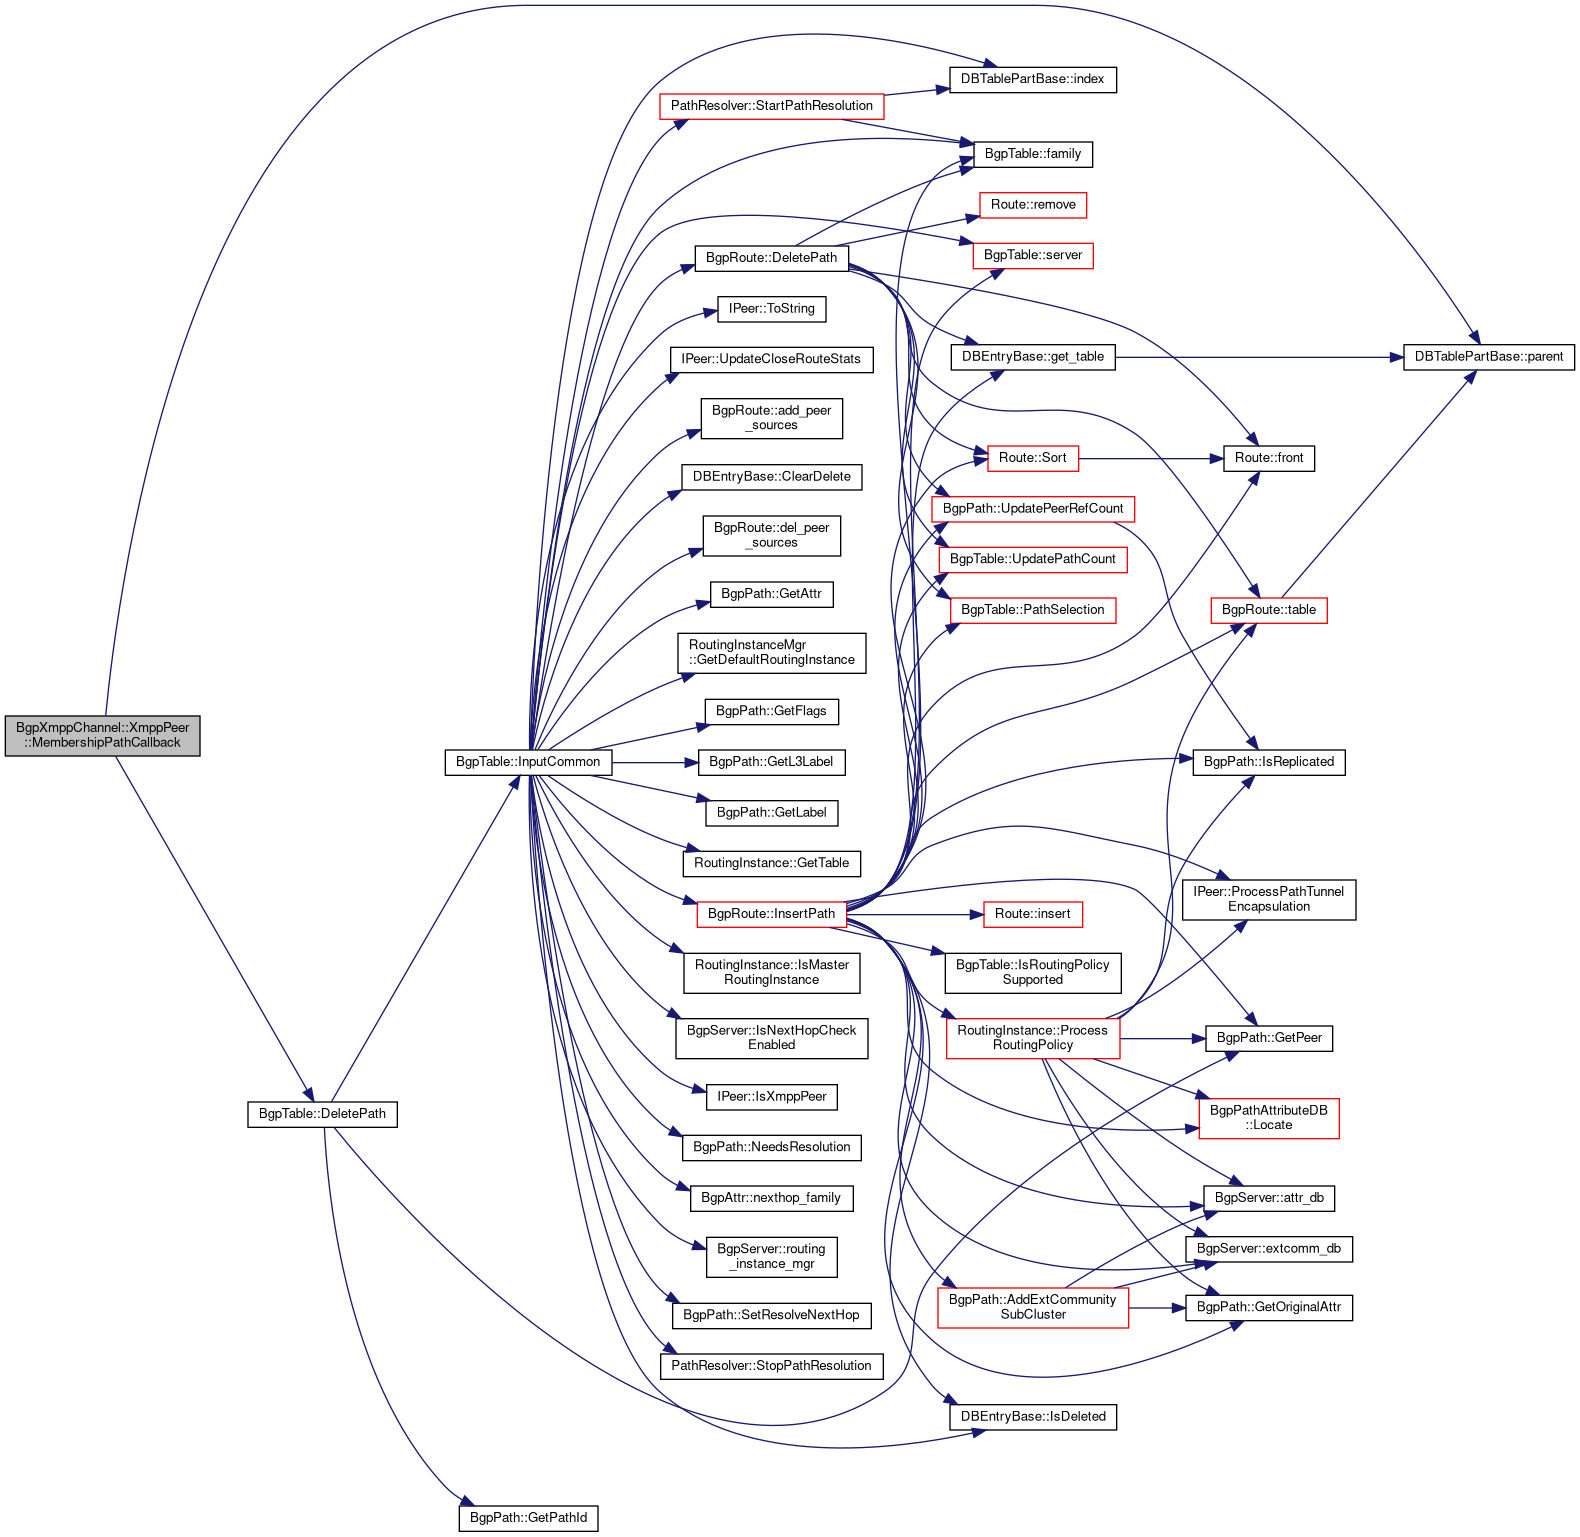 BgpXmppChannel::XmppPeer
::MembershipPathCallback
BgpTable::DeletePath
BgpTable::InputCommon
BgpPath::GetPathId
PathResolver::StartPathResolution
BgpRoute::DeletePath
IPeer::ToString
IPeer::UpdateCloseRouteStats
BgpRoute::add_peer
_sources
DBEntryBase::ClearDelete
BgpRoute::del_peer
_sources
BgpPath::GetAttr
RoutingInstanceMgr
::GetDefaultRoutingInstance
BgpPath::GetFlags
BgpPath::GetL3Label
BgpPath::GetLabel
RoutingInstance::GetTable
BgpRoute::InsertPath
RoutingInstance::IsMaster
RoutingInstance
BgpServer::IsNextHopCheck
Enabled
IPeer::IsXmppPeer
BgpPath::NeedsResolution
BgpAttr::nexthop_family
BgpServer::routing
_instance_mgr
BgpPath::SetResolveNextHop
PathResolver::StopPathResolution
DBTablePartBase::index
BgpTable::family
Route::remove
BgpTable::server
DBEntryBase::get_table
Route::Sort
BgpPath::UpdatePeerRefCount
BgpTable::UpdatePathCount
BgpTable::PathSelection
Route::insert
BgpTable::IsRoutingPolicy
Supported
RoutingInstance::Process
RoutingPolicy
BgpPath::AddExtCommunity
SubCluster
DBEntryBase::IsDeleted
DBTablePartBase::parent
Route::front
BgpRoute::table
BgpPath::IsReplicated
IPeer::ProcessPathTunnel
Encapsulation
BgpPath::GetPeer
BgpPathAttributeDB
::Locate
BgpServer::attr_db
BgpServer::extcomm_db
BgpPath::GetOriginalAttr